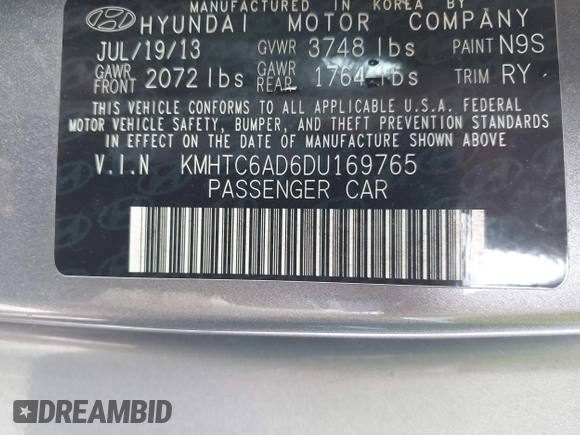 MANUFACTURED IN KOREA BY
HYUNDAI MOTOR COMPANY
JUL/19/13 GVWR 3748 lbs PAINT N9S
GAWR FRONT 2072 lbs GAWR REAR 1764 lbs TRIM RY
THIS VEHICLE CONFORMS TO ALL APPLICABLE U.S.A. FEDERAL
MOTOR VEHICLE SAFETY, BUMPER, AND THEFT PREVENTION STANDARDS
IN EFFECT ON THE DATE OF MANUFACTURE SHOWN ABOVE.
V.I.N KMHTC6AD6DU169765
PASSENGER CAR
DREAMBID